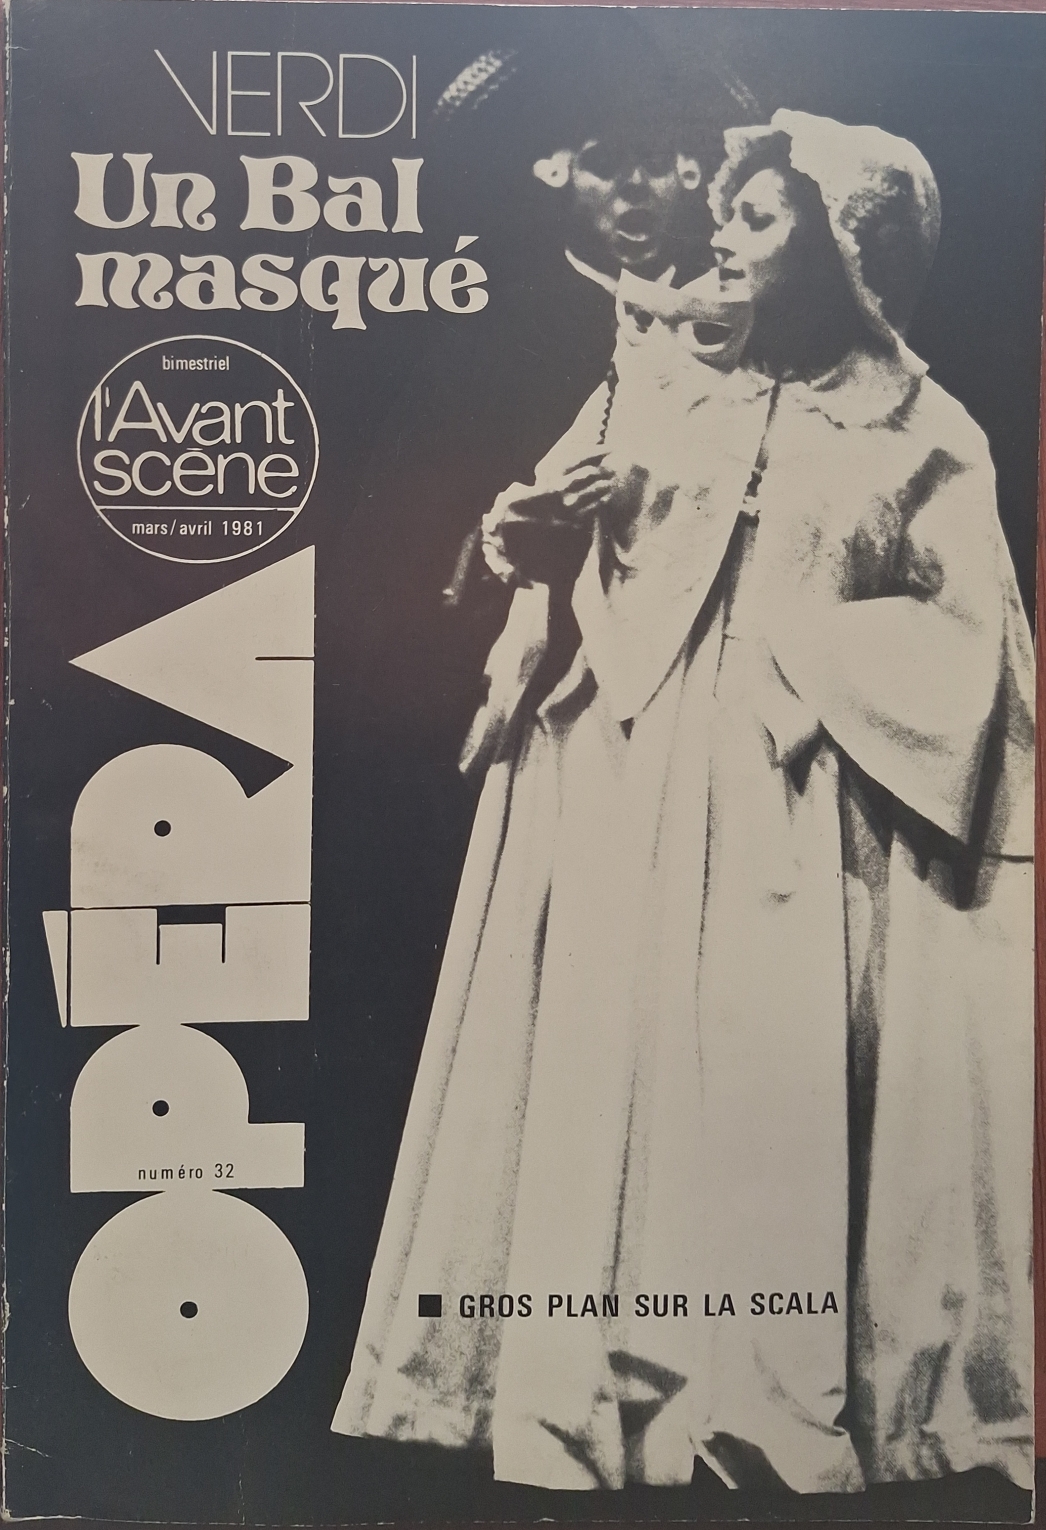 VERDI
Un Bal
masqué
bimestriel
l'Avant
scène
mars/avril 1981
OPÉRA
numéro 32
■ GROS PLAN SUR LA SCALA